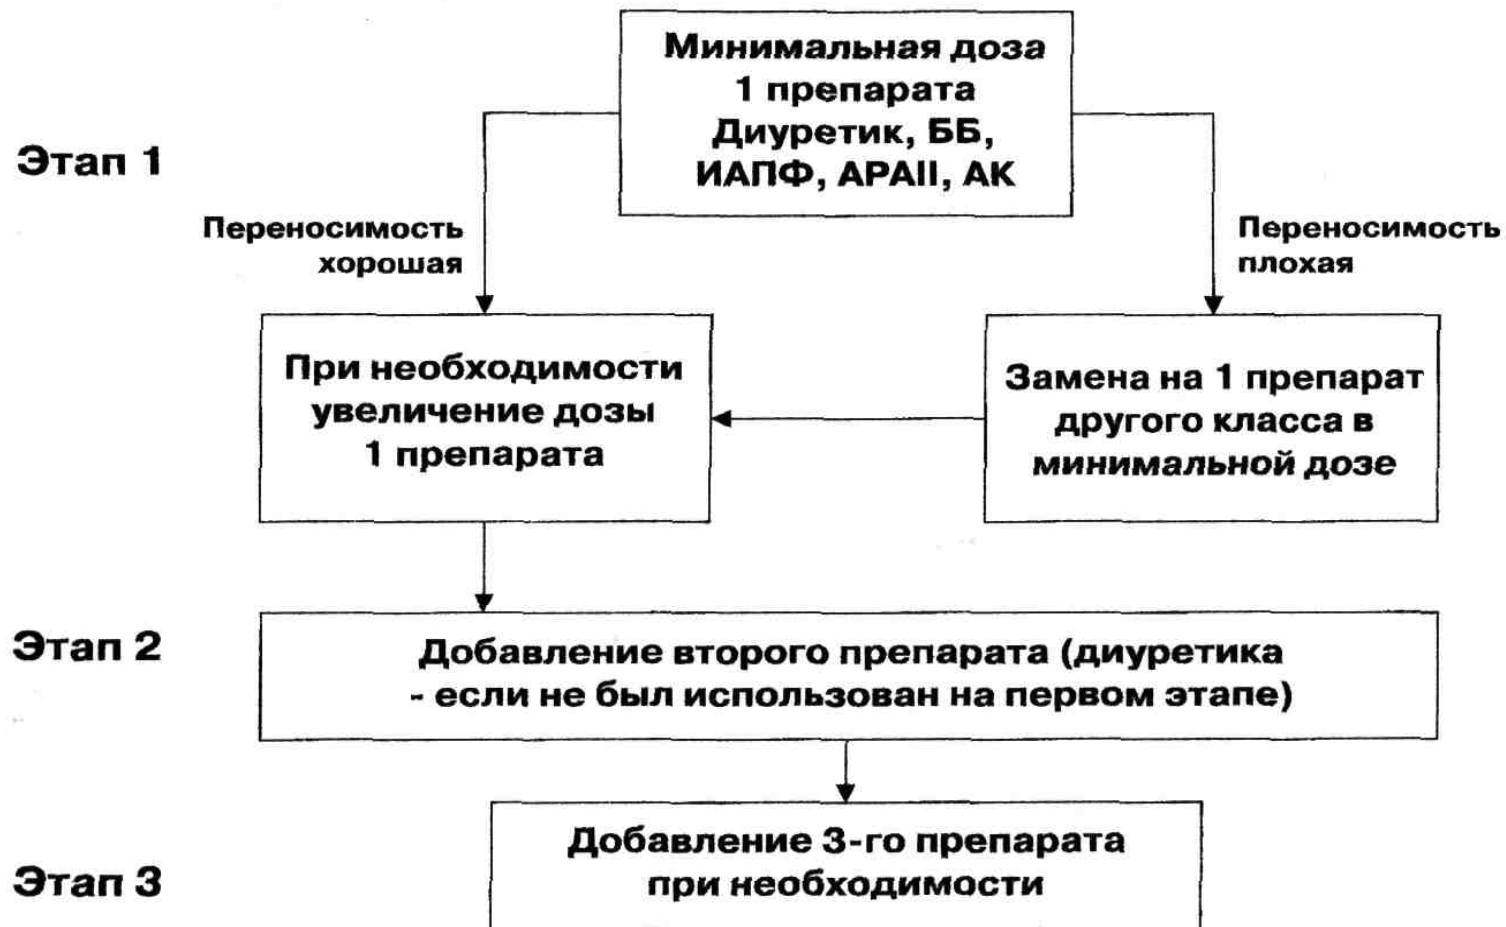 Минимальная доза
1 препарата
Диуретик, ББ,
ИАПФ, АРАII, АК
Этап 1
Переносимость
хорошая
Переносимость
плохая
При необходимости
увеличение дозы
1 препарата
Замена на 1 препарат
другого класса в
минимальной дозе
Этап 2
Добавление второго препарата (диуретика
- если не был использован на первом этапе)
Этап 3
Добавление 3-го препарата
при необходимости